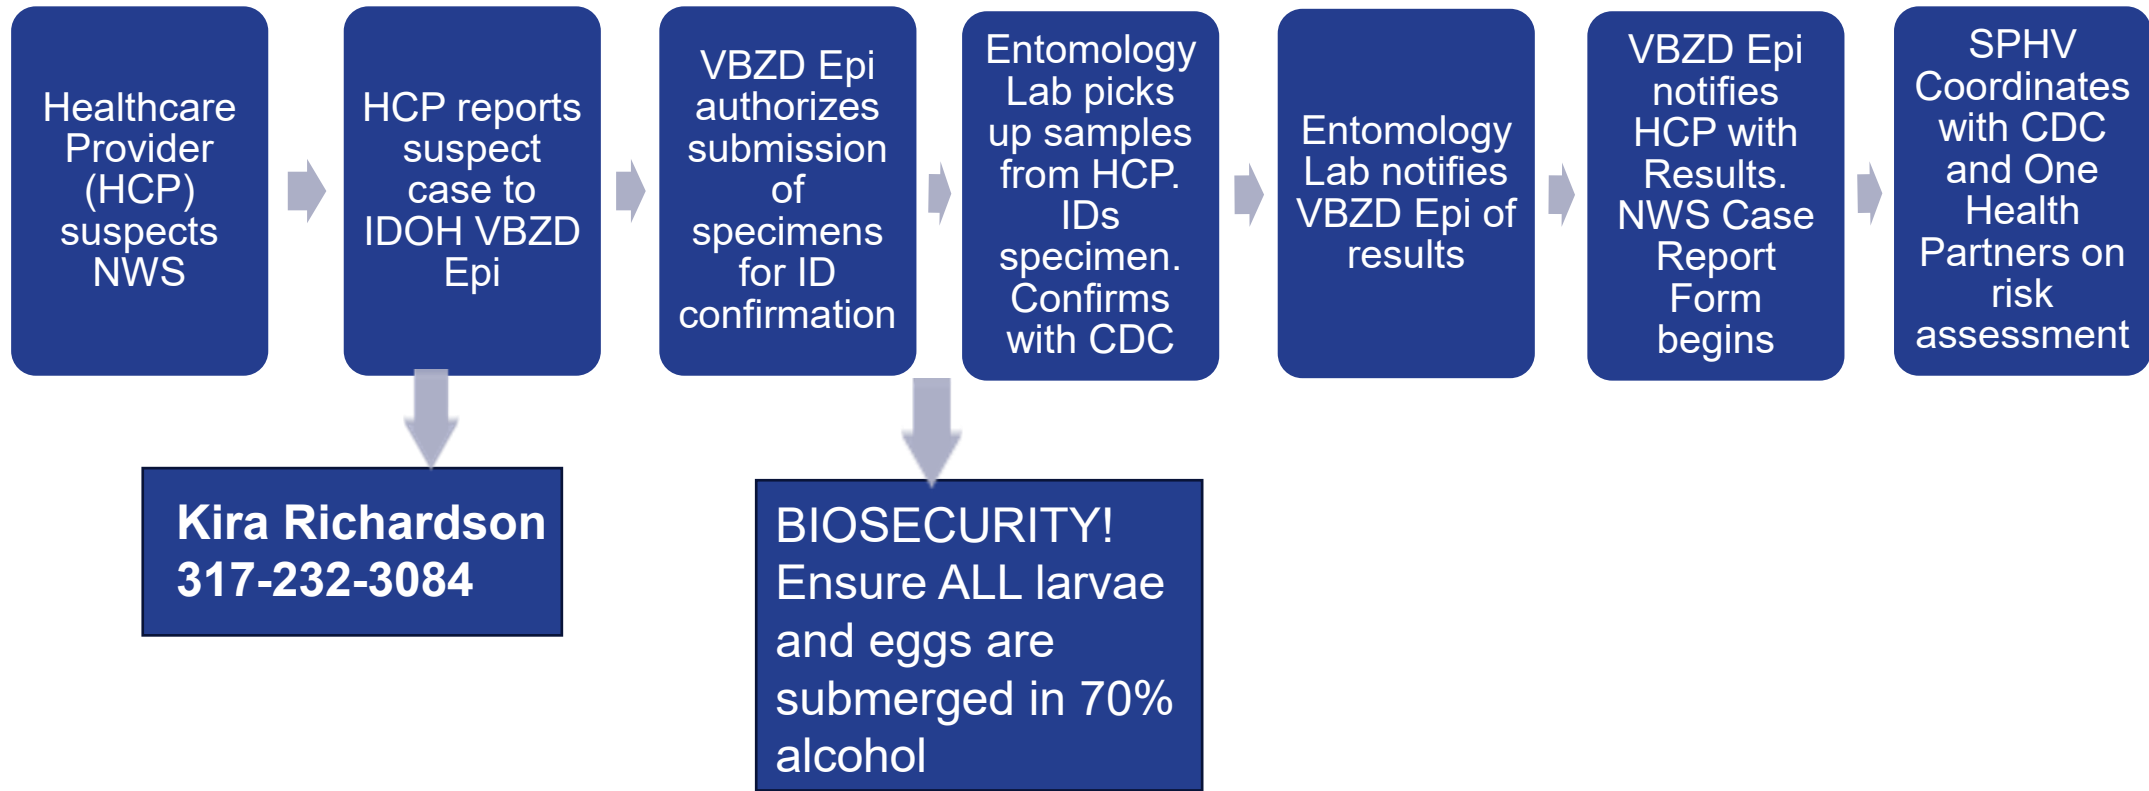 Healthcare
Provider
(HCP)
suspects
NWS
HCP reports
suspect
case to
IDOH VBZD
Epi
VBZD Epi
authorizes
submission
of
specimens
for ID
confirmation
Entomology
Lab picks
up samples
from HCP.
IDs
specimen.
Confirms
with CDC
Entomology
Lab notifies
VBZD Epi of
results
VBZD Epi
notifies
HCP with
Results.
NWS Case
Report
Form
begins
SPHV
Coordinates
with CDC
and One
Health
Partners on
risk
assessment
Kira Richardson
317-232-3084
BIOSECURITY!
Ensure ALL larvae
and eggs are
submerged in 70%
alcohol